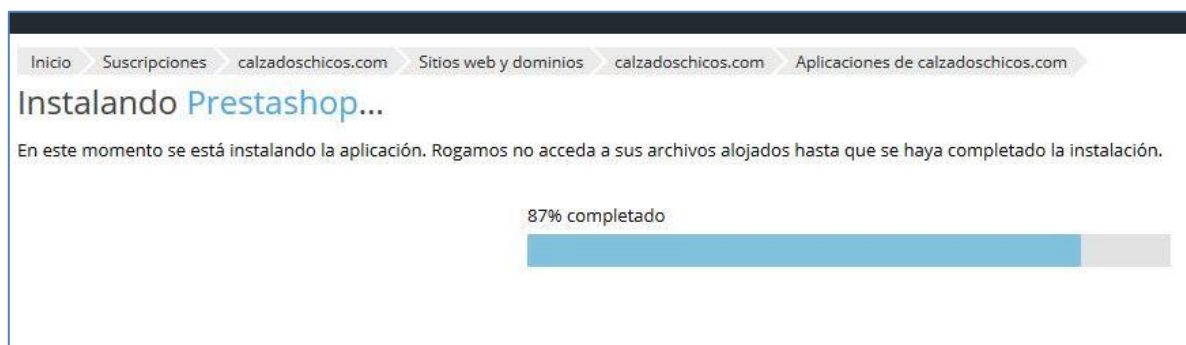 Inicio Suscripciones calzadoschicos.com Sitios web y dominios calzadoschicos.com Aplicaciones de calzadoschicos.com
Instalando Prestashop...
En este momento se está instalando la aplicación. Rogamos no acceda a sus archivos alojados hasta que se haya completado la instalación.
87% completado